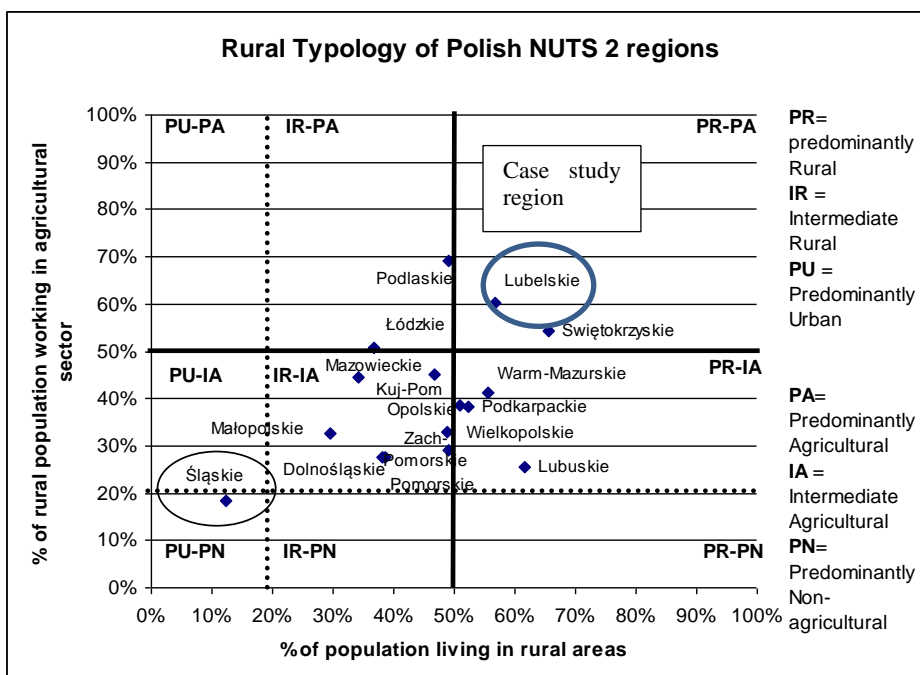 Rural Typology of Polish NUTS 2 regions
% of rural population working in agricultural
sector
100%
90%
80%
70%
60%
50%
40%
30%
20%
10%
0%
PU-PA
IR-PA
PR-PA
Case study
region
Podlaskie
Lubelskie
Łódzkie
Świętokrzyskie
PU-IA
IR-IA
PR-IA
Mazowieckie
Warm-Mazurskie
Kuj-Pom
Opolskie
Podkarpackie
Małopolskie
Zach-
Pomorskie
Wielkopolskie
Śląskie
Dolnośląskie
Pomorskie
Lubuskie
PU-PN
IR-PN
PR-PN
0% 10% 20% 30% 40% 50% 60% 70% 80% 90% 100%
%of population living in rural areas
PR=
predominantly
Rural
IR =
Intermediate
Rural
PU =
Predominantly
Urban
PA=
Predominantly
Agricultural
IA =
Intermediate
Agricultural
PN=
Predominantly
Non-
agricultural